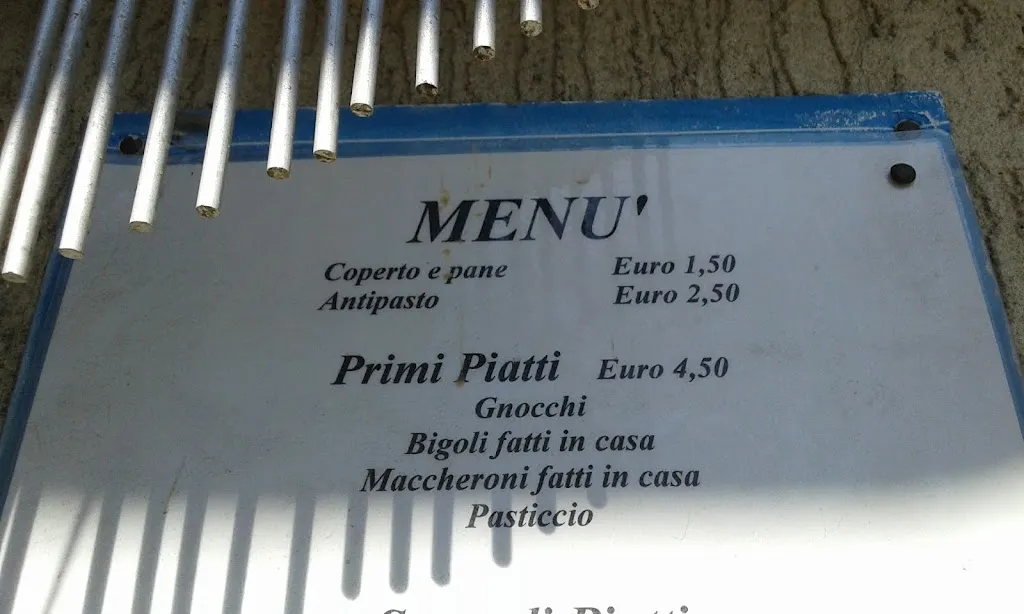 MENU'
Coperto e pane Euro 1,50
Antipasto Euro 2,50
Primi Piatti Euro 4,50
Gnocchi
Bigoli fatti in casa
Maccheroni fatti in casa
Pasticcio